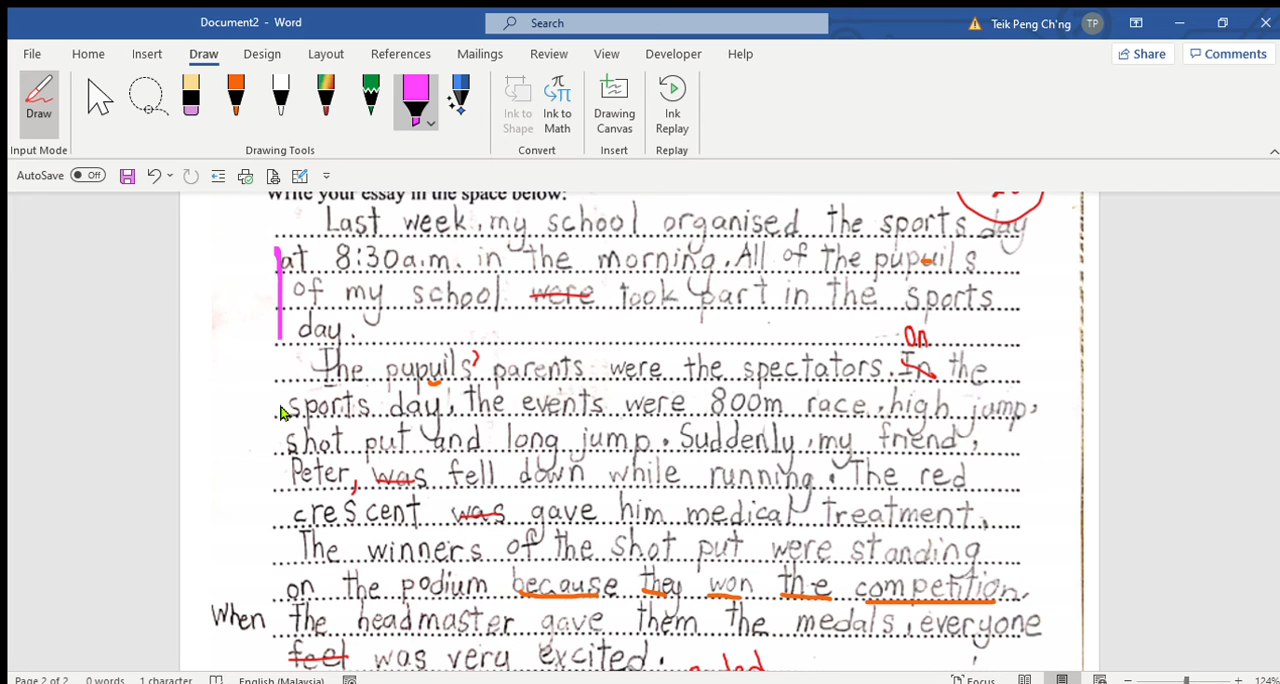 Document2 - Word
Search
Teik Peng Ch'ng
TP
File Home Insert Draw Design Layout References Mailings Review View Developer Help
Share
Comments
Draw
Ink to Shape
Ink to Math
Drawing Canvas
Ink Replay
Input Mode
Drawing Tools
Convert
Insert
Replay
AutoSave Off
Write your essay in the space below:
Last week, my school organised the sports day
at 8:30a.m. in the morning. All of the pupuils
of my school were took part in the sports
day.
On
The pupuils' parents were the spectators. In the
sports day, the events were 800m race, high jump,
shot put and long jump. Suddenly, my friend,
Peter, was fell down while running. The red
crescent was gave him medical treatment.
The winners of the shot put were standing
on the podium because they won the competition.
When The headmaster gave them the medals, everyone
feel was very excited.
Page 2 of 2 0 words 1 character English (Malaysia) Focus 124%